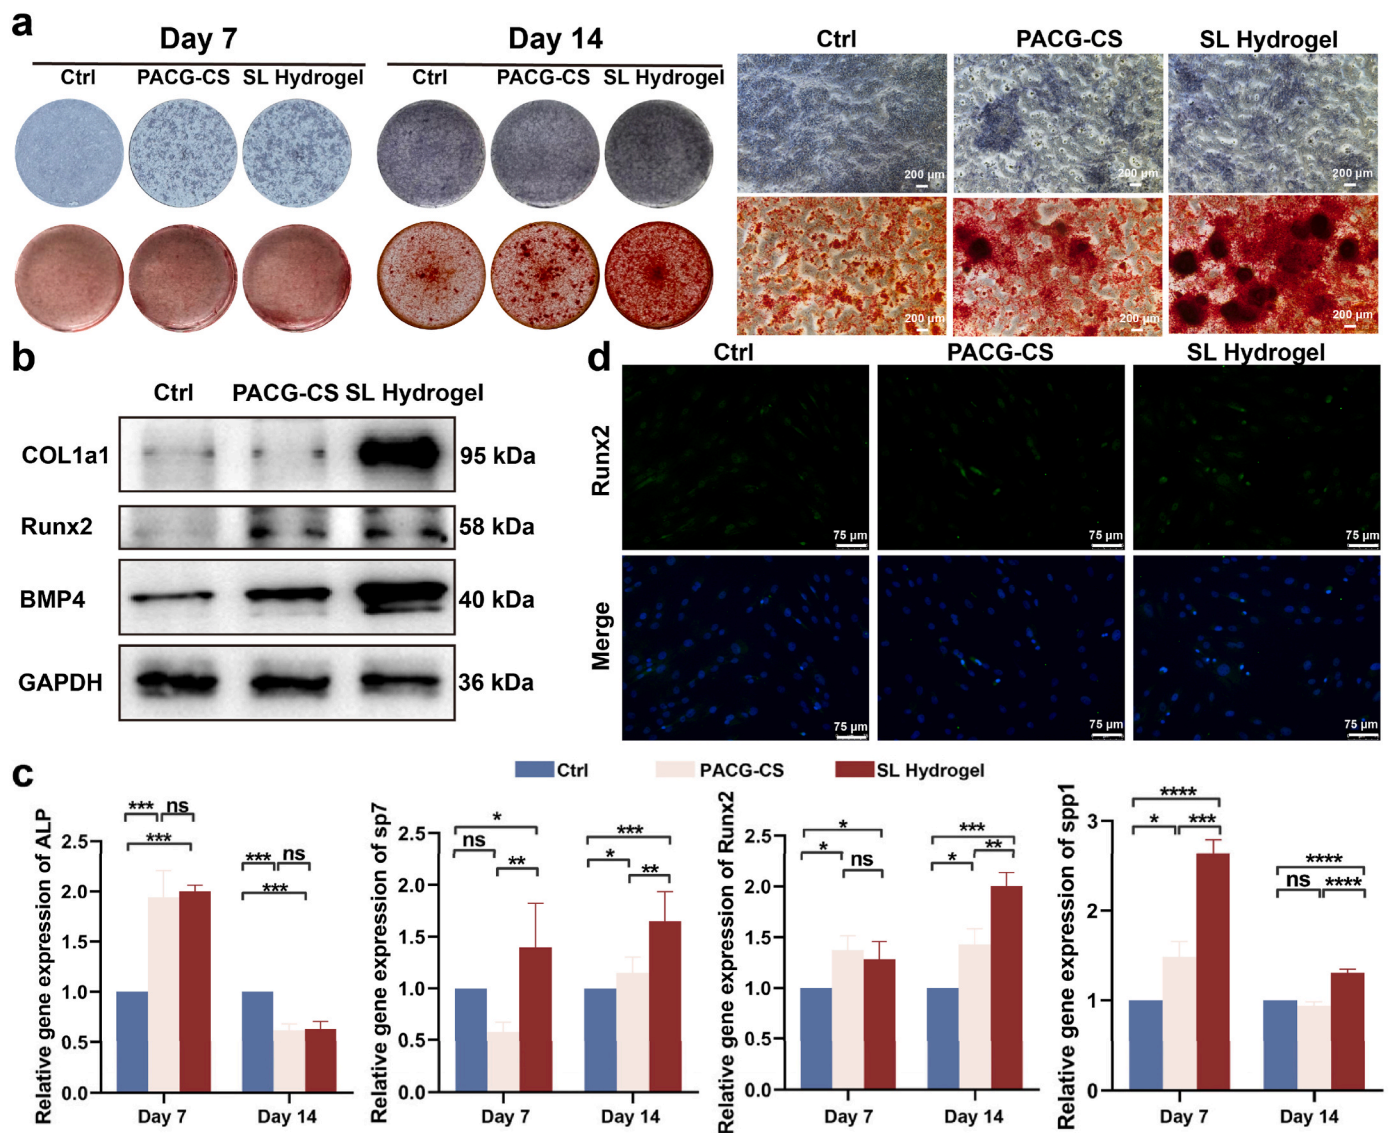 a
Day 7
Day 14
Ctrl PACG-CS SL Hydrogel
Ctrl PACG-CS SL Hydrogel
Ctrl PACG-CS SL Hydrogel
200 µm 200 µm 200 µm
200 µm 200 µm 200 µm
b
Ctrl PACG-CS SL Hydrogel
COL1a1 95 kDa
Runx2 58 kDa
BMP4 40 kDa
GAPDH 36 kDa
d
Ctrl PACG-CS SL Hydrogel
Runx2
75 µm 75 µm 75 µm
Merge
75 µm 75 µm 75 µm
c
Ctrl PACG-CS SL Hydrogel
Relative gene expression of ALP
2.5
2.0
1.5
1.0
0.5
0.0
*** ns
***
*** ns
***
Day 7 Day 14
Relative gene expression of sp7
2.5
2.0
1.5
1.0
0.5
0.0
*
ns
**
***
*
**
Day 7 Day 14
Relative gene expression of Runx2
2.5
2.0
1.5
1.0
0.5
0.0
*
*
ns
***
**
*
Day 7 Day 14
Relative gene expression of spp1
3
2
1
0
****
* ***
****
ns ****
Day 7 Day 14